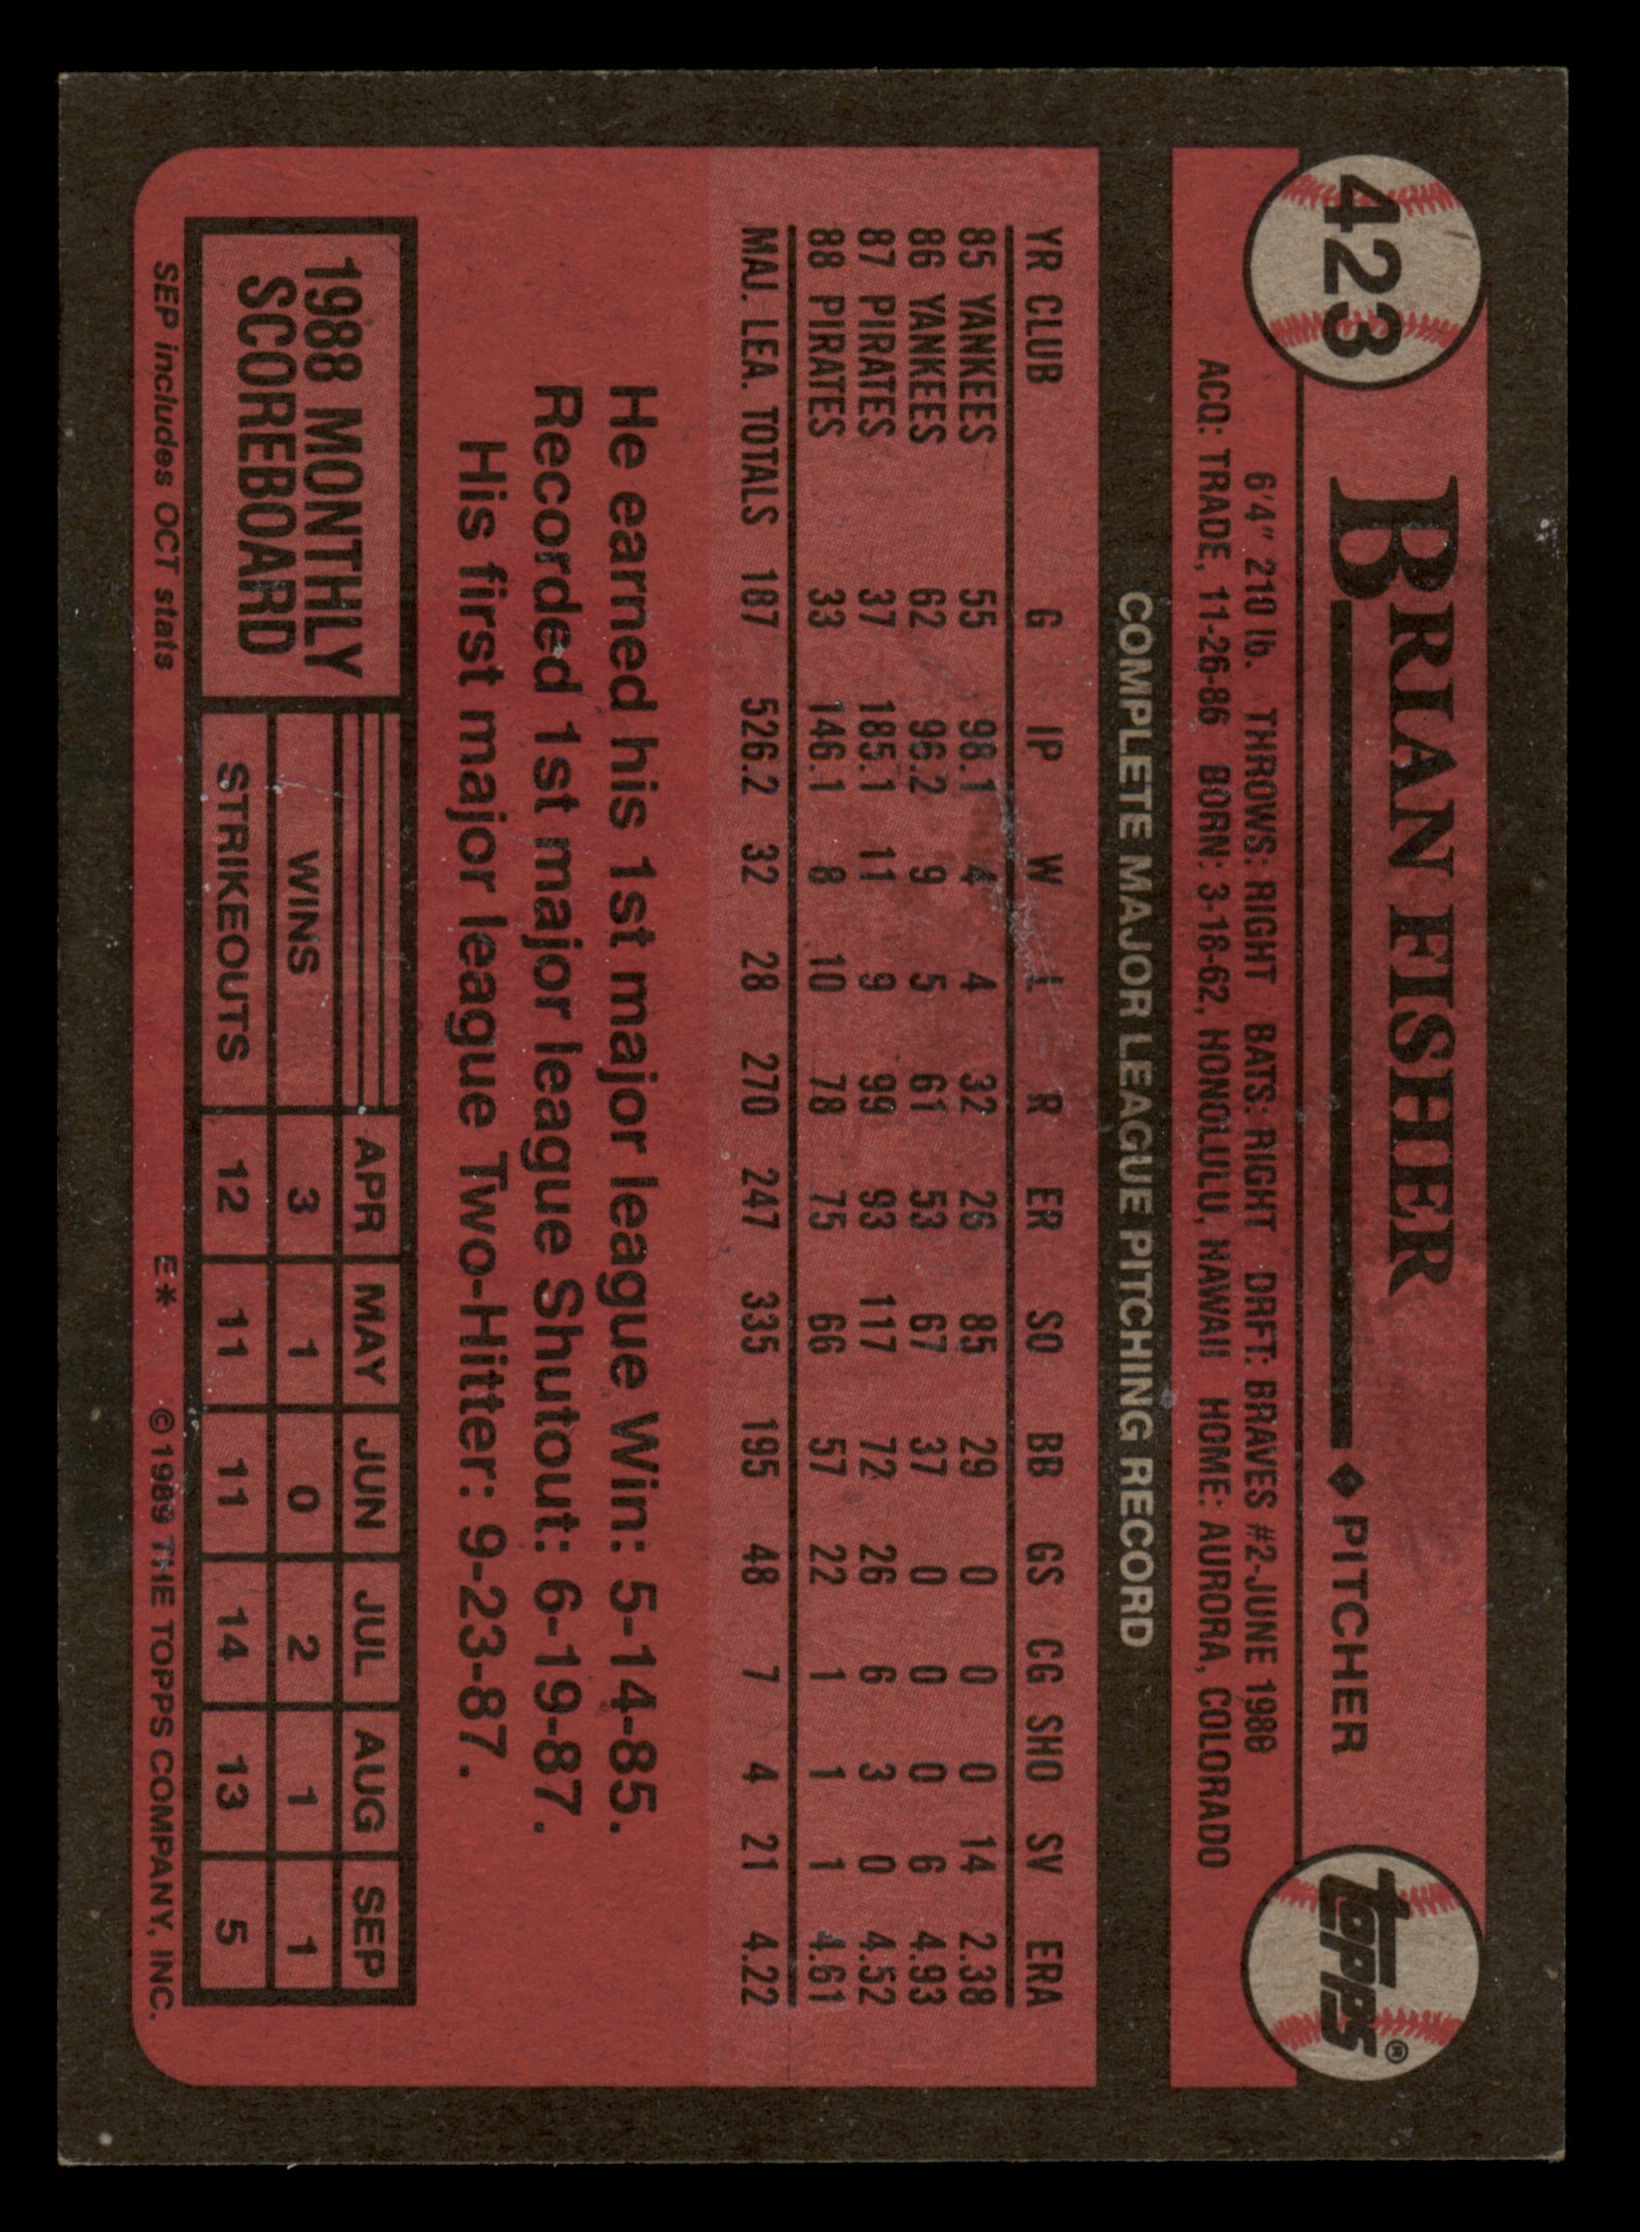 423
BRIAN FISHER ◆ PITCHER
topps®
6'4" 210 lb. THROWS: RIGHT BATS: RIGHT DRFT: BRAVES #2-JUNE 1980
ACQ: TRADE, 11-26-86 BORN: 3-18-62, HONOLULU, HAWAII HOME: AURORA, COLORADO
COMPLETE MAJOR LEAGUE PITCHING RECORD
YR CLUB G IP W L R ER SO BB GS CG SHO SV ERA
85 YANKEES 55 98.1 4 4 32 26 85 29 0 0 0 14 2.38
86 YANKEES 62 96.2 9 5 61 53 67 37 0 0 0 6 4.93
87 PIRATES 37 185.1 11 9 99 93 117 72 26 6 3 0 4.52
88 PIRATES 33 146.1 8 10 78 75 66 57 22 1 1 1 4.61
MAJ. LEA. TOTALS 187 526.2 32 28 270 247 335 195 48 7 4 21 4.22
He earned his 1st major league Win: 5-14-85.
Recorded 1st major league Shutout: 6-19-87.
His first major league Two-Hitter: 9-23-87.
1988 MONTHLY
SCOREBOARD
APR MAY JUN JUL AUG SEP
WINS 3 1 0 2 1 1
STRIKEOUTS 12 11 11 14 13 5
SEP includes OCT stats E* © 1989 THE TOPPS COMPANY, INC.